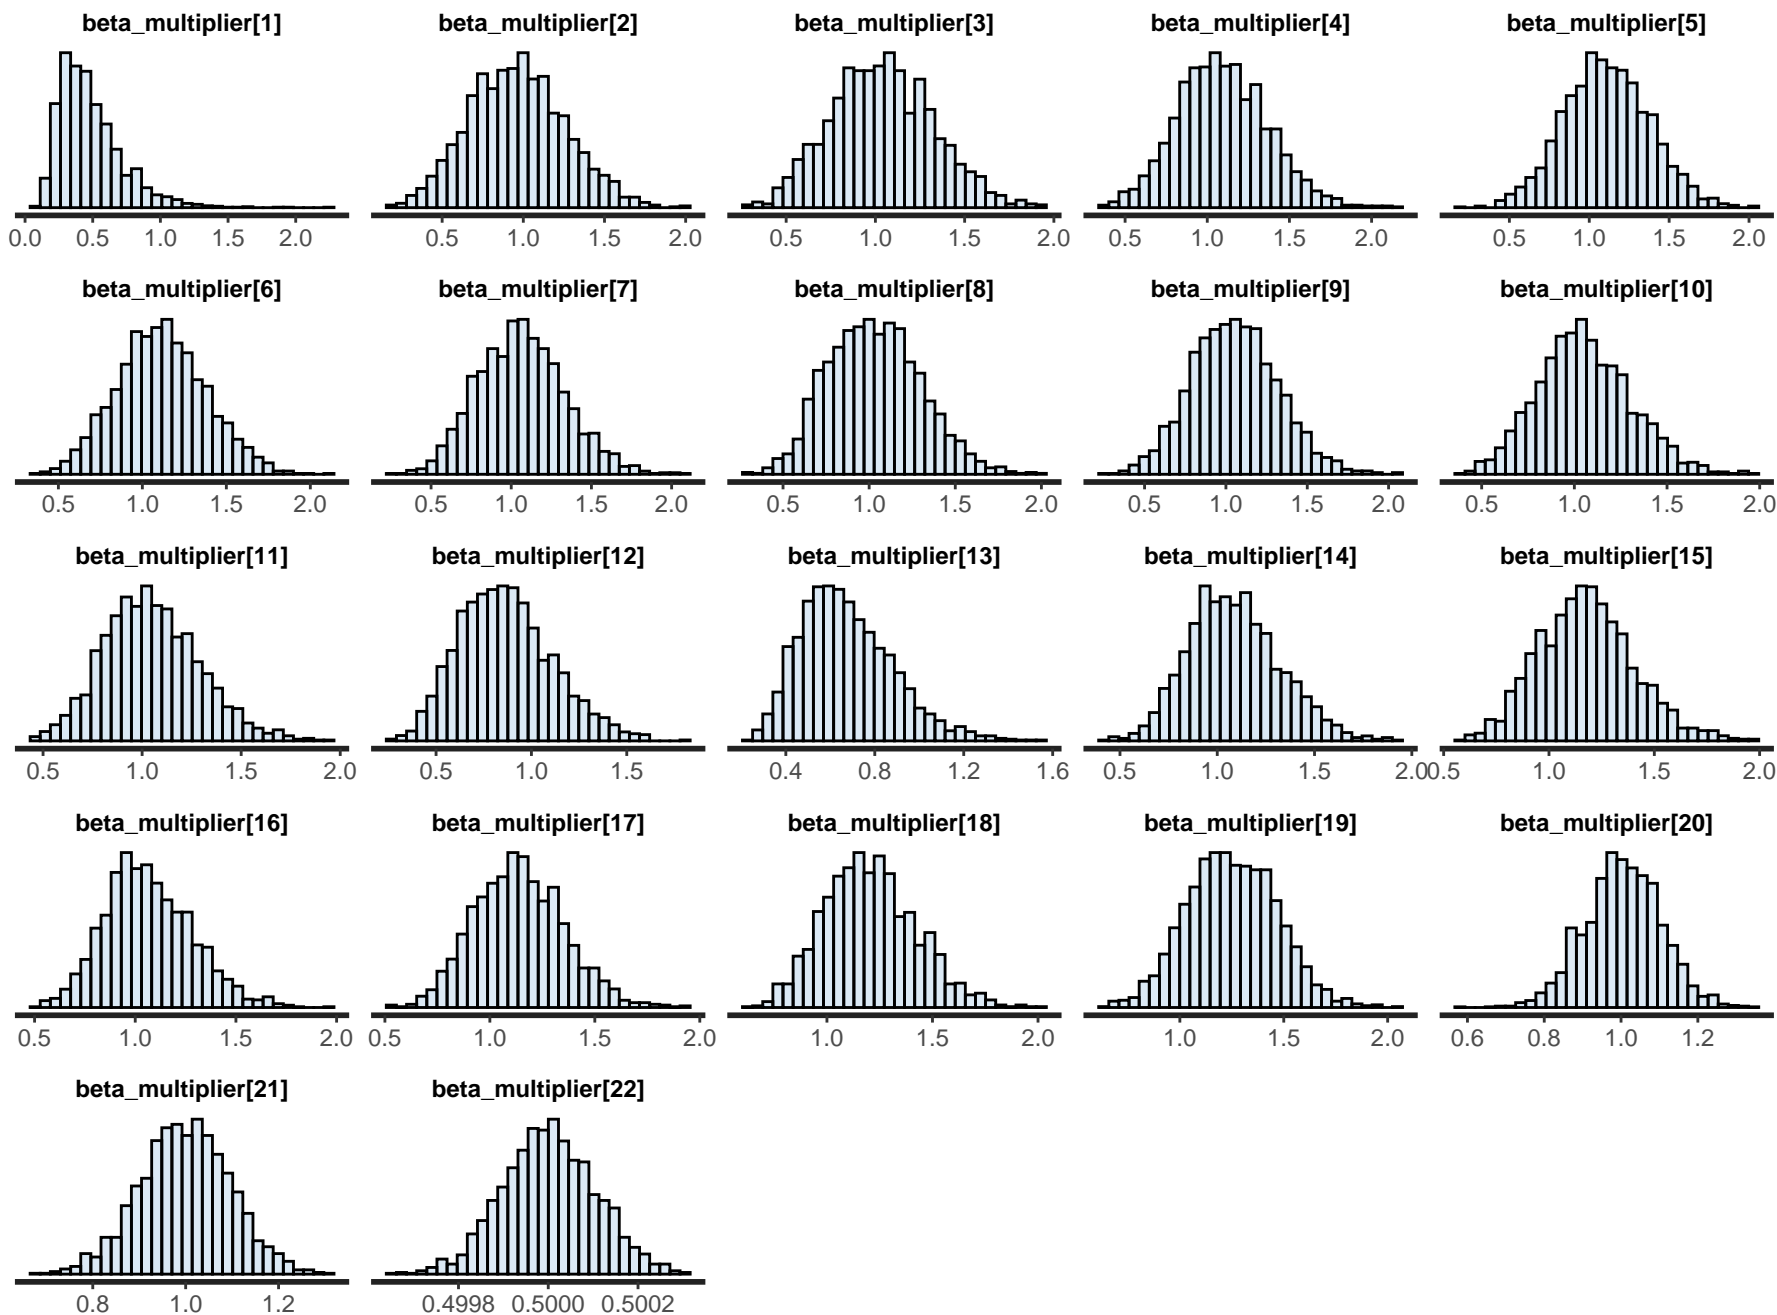 beta_multiplier[1] beta_multiplier[2] beta_multiplier[3] beta_multiplier[4] beta_multiplier[5]
0.0 0.5 1.0 1.5 2.0 0.5 1.0 1.5 2.0 0.5 1.0 1.5 2.0 0.5 1.0 1.5 2.0 0.5 1.0 1.5 2.0
beta_multiplier[6] beta_multiplier[7] beta_multiplier[8] beta_multiplier[9] beta_multiplier[10]
0.5 1.0 1.5 2.0 0.5 1.0 1.5 2.0 0.5 1.0 1.5 2.0 0.5 1.0 1.5 2.0 0.5 1.0 1.5 2.0
beta_multiplier[11] beta_multiplier[12] beta_multiplier[13] beta_multiplier[14] beta_multiplier[15]
0.5 1.0 1.5 2.0 0.5 1.0 1.5 0.4 0.8 1.2 1.6 0.5 1.0 1.5 2.0 0.5 1.0 1.5 2.0
beta_multiplier[16] beta_multiplier[17] beta_multiplier[18] beta_multiplier[19] beta_multiplier[20]
0.5 1.0 1.5 2.0 0.5 1.0 1.5 2.0 1.0 1.5 2.0 1.0 1.5 2.0 0.6 0.8 1.0 1.2
beta_multiplier[21] beta_multiplier[22]
0.8 1.0 1.2 0.4998 0.5000 0.5002